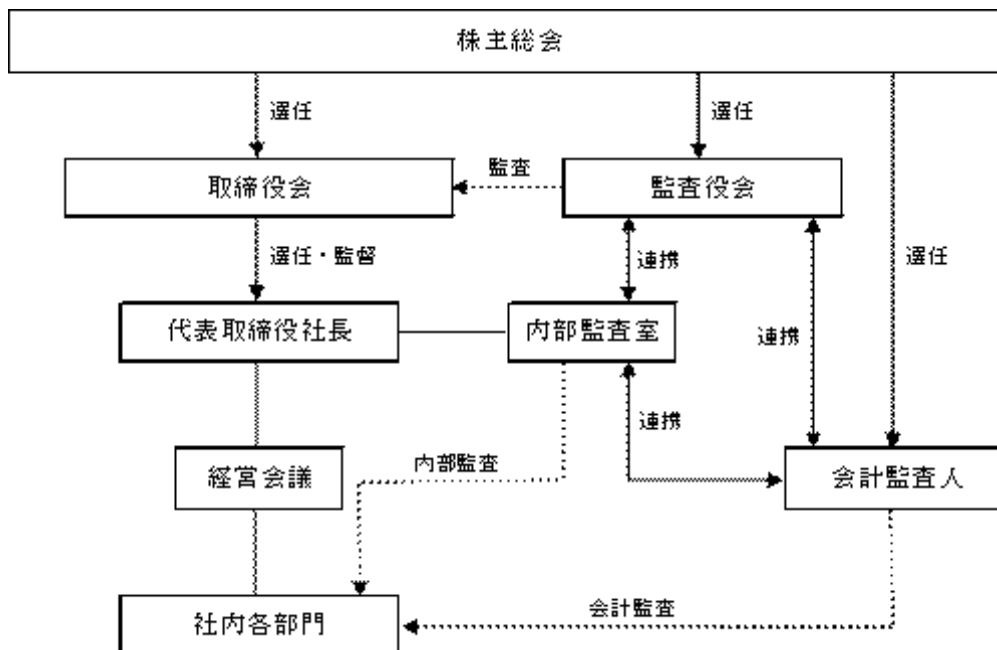 株主総会
選任
選任
取締役会
監査
監査役会
選任・監督
連携
選任
代表取締役社長
内部監査室
連携
連携
経営会議
内部監査
会計監査人
会計監査
社内各部門